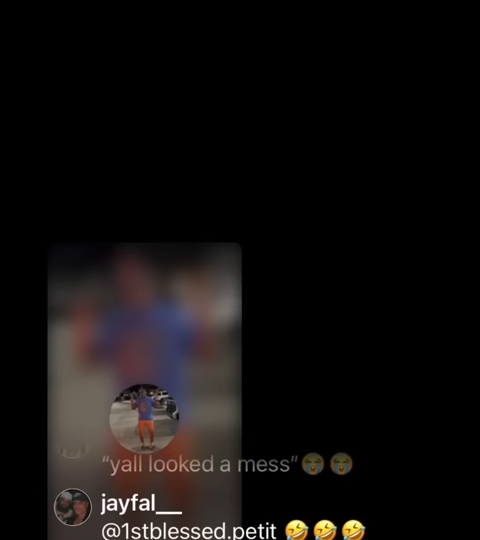 “yall looked a mess”😭😭
jayfal__
@1stblessed.petit 🤣🤣🤣